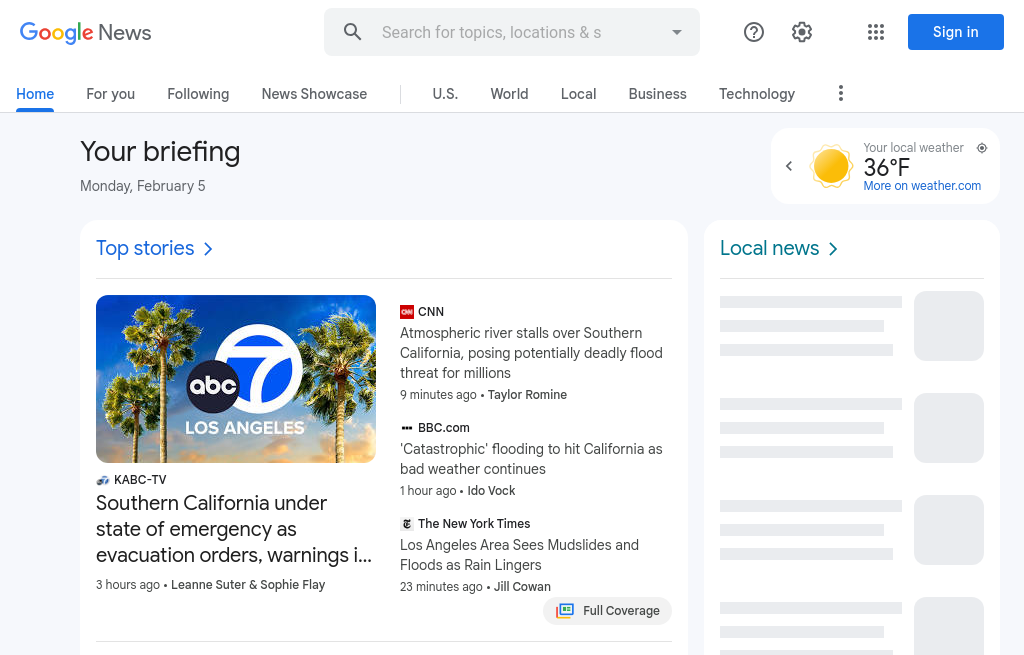 Google News
Search for topics, locations & s
Sign in
Home
For you
Following
News Showcase
U.S.
World
Local
Business
Technology
Your briefing
Monday, February 5
Your local weather
36°F
More on weather.com
Top stories
Local news
abc 7
LOS ANGELES
KABC-TV
Southern California under
state of emergency as
evacuation orders, warnings i...
3 hours ago • Leanne Suter & Sophie Flay
CNN
Atmospheric river stalls over Southern
California, posing potentially deadly flood
threat for millions
9 minutes ago • Taylor Romine
BBC.com
'Catastrophic' flooding to hit California as
bad weather continues
1 hour ago • Ido Vock
The New York Times
Los Angeles Area Sees Mudslides and
Floods as Rain Lingers
23 minutes ago • Jill Cowan
Full Coverage